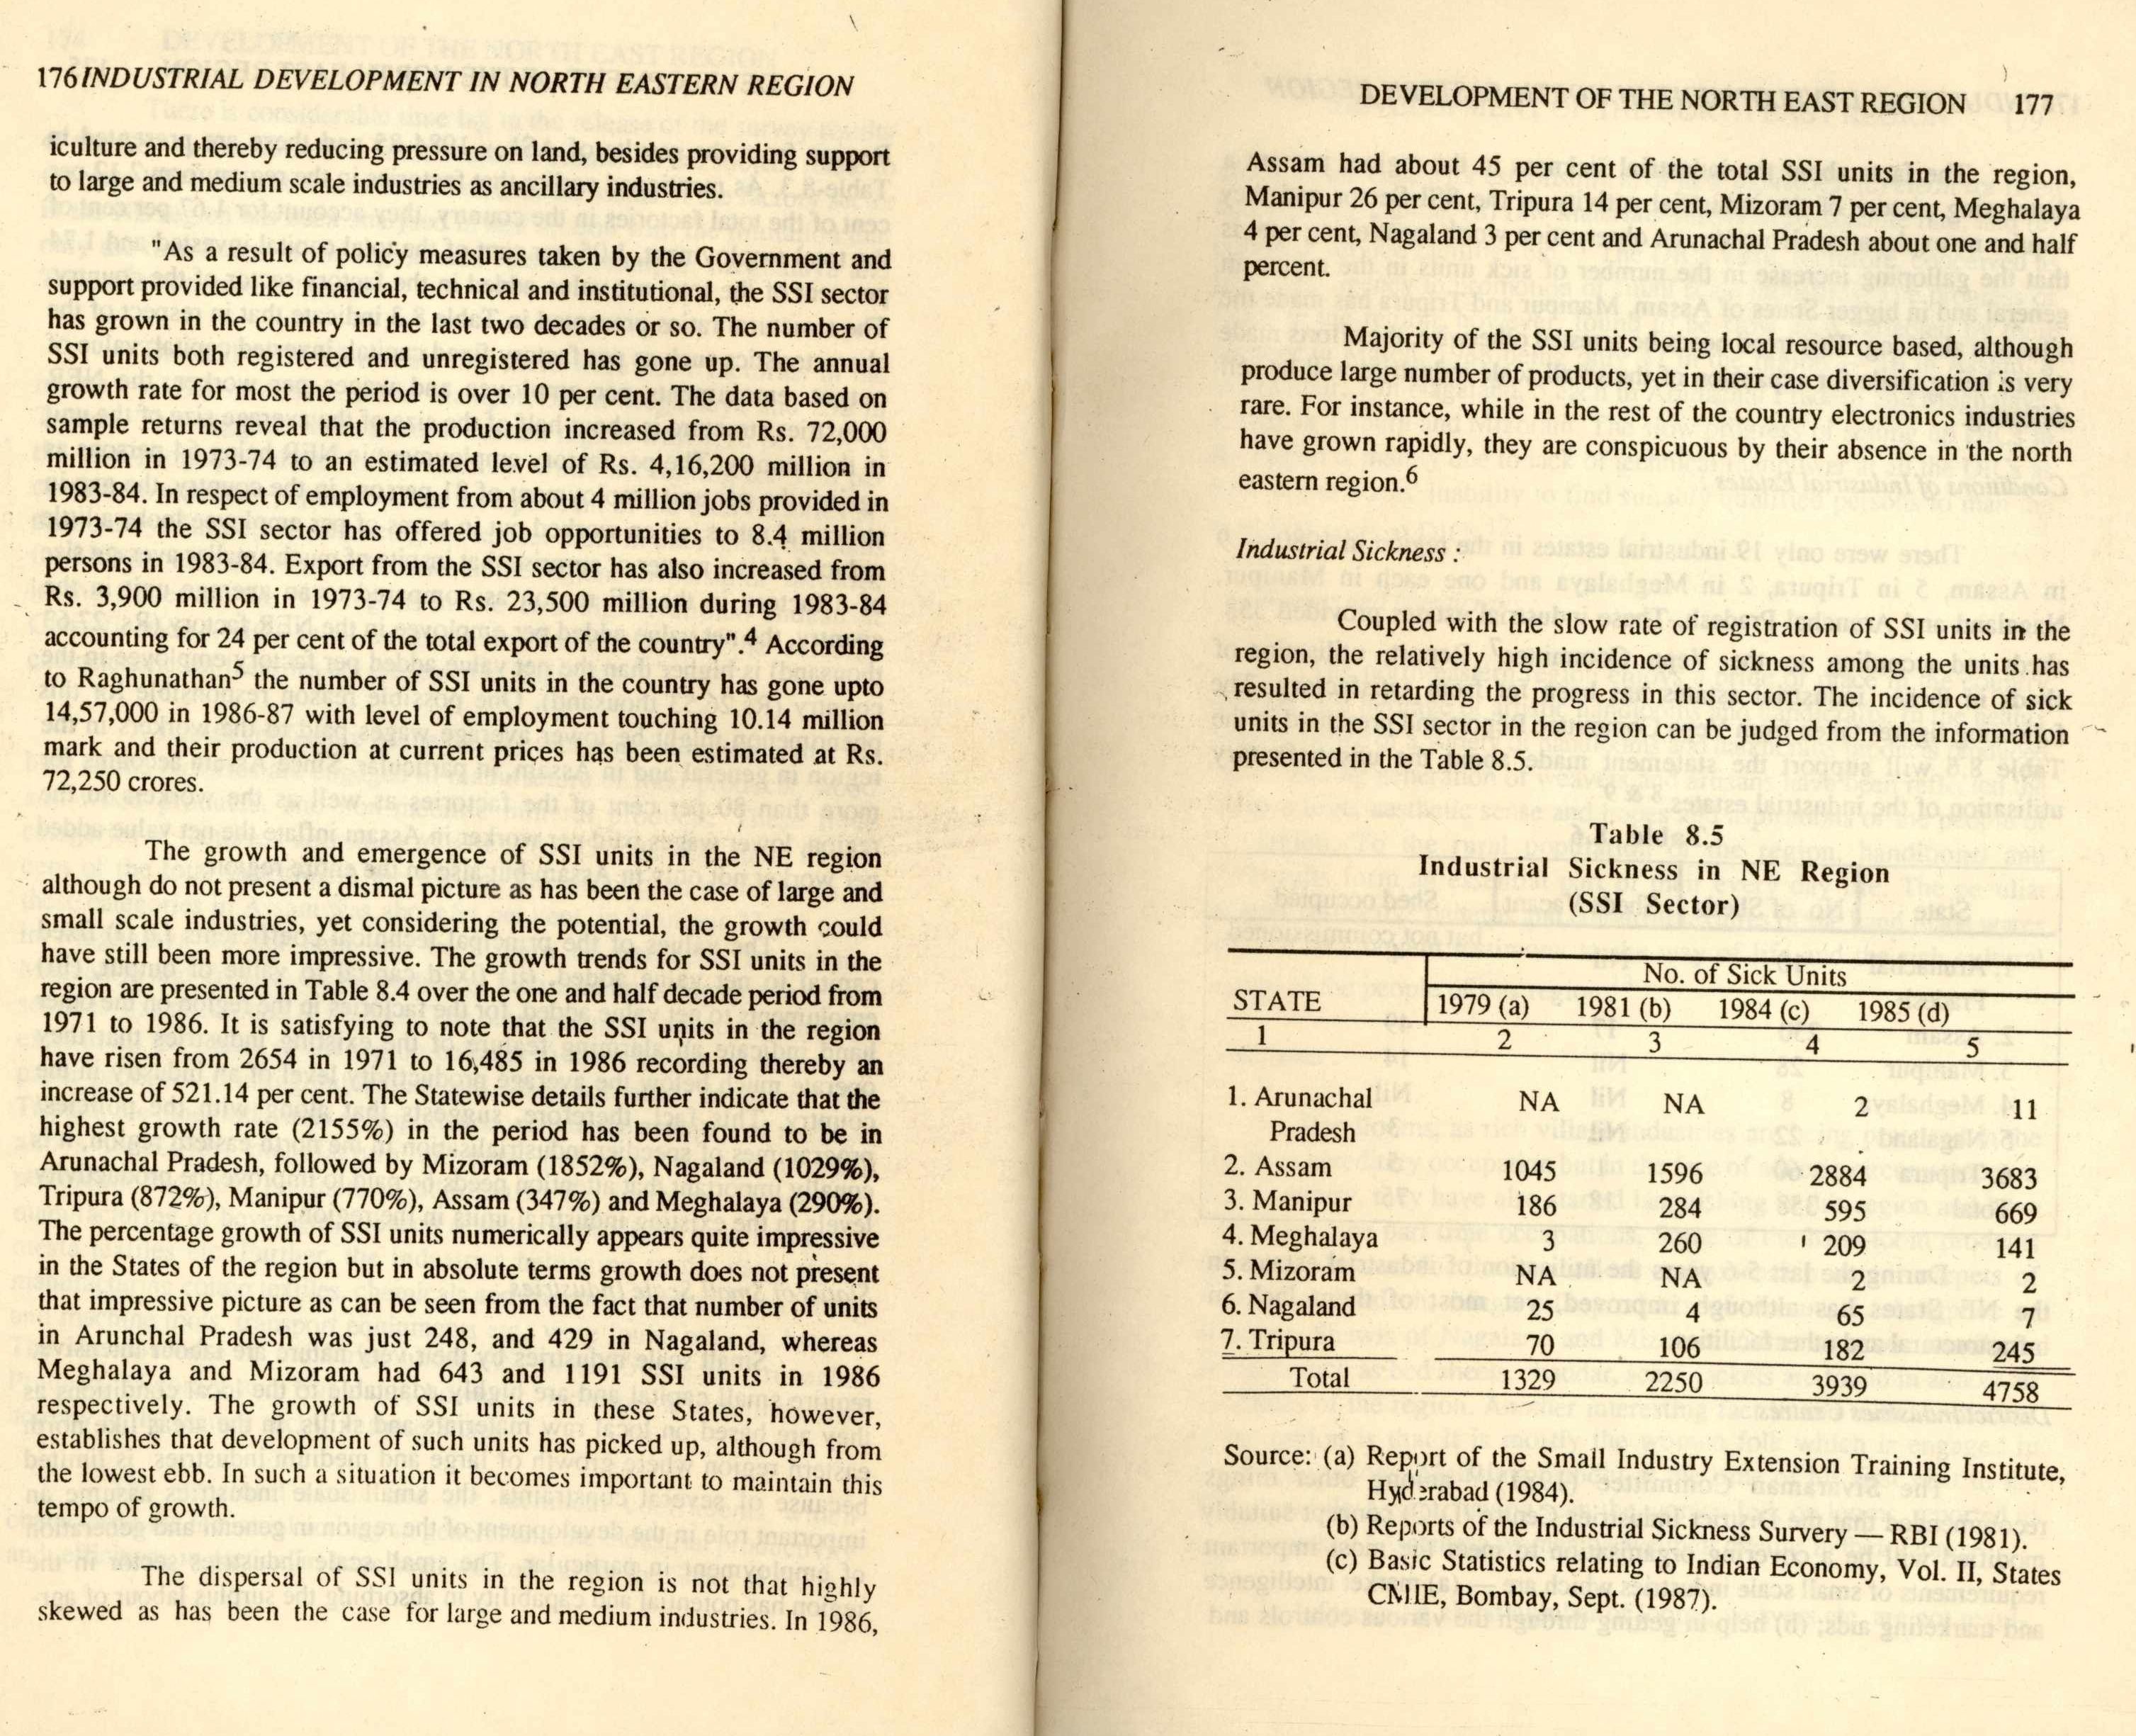 176 INDUSTRIAL DEVELOPMENT IN NORTH EASTERN REGION
iculture and thereby reducing pressure on land, besides providing support
to large and medium scale industries as ancillary industries.
"As a result of policy measures taken by the Government and
support provided like financial, technical and institutional, the SSI sector
has grown in the country in the last two decades or so. The number of
SSI units both registered and unregistered has gone up. The annual
growth rate for most the period is over 10 per cent. The data based on
sample returns reveal that the production increased from Rs. 72,000
million in 1973-74 to an estimated level of Rs. 4,16,200 million in
1983-84. In respect of employment from about 4 million jobs provided in
1973-74 the SSI sector has offered job opportunities to 8.4 million
persons in 1983-84. Export from the SSI sector has also increased from
Rs. 3,900 million in 1973-74 to Rs. 23,500 million during 1983-84
accounting for 24 per cent of the total export of the country".4 According
to Raghunathan5 the number of SSI units in the country has gone upto
14,57,000 in 1986-87 with level of employment touching 10.14 million
mark and their production at current prices has been estimated at Rs.
72,250 crores.
The growth and emergence of SSI units in the NE region
although do not present a dismal picture as has been the case of large and
small scale industries, yet considering the potential, the growth could
have still been more impressive. The growth trends for SSI units in the
region are presented in Table 8.4 over the one and half decade period from
1971 to 1986. It is satisfying to note that the SSI units in the region
have risen from 2654 in 1971 to 16,485 in 1986 recording thereby an
increase of 521.14 per cent. The Statewise details further indicate that the
highest growth rate (2155%) in the period has been found to be in
Arunachal Pradesh, followed by Mizoram (1852%), Nagaland (1029%),
Tripura (872%), Manipur (770%), Assam (347%) and Meghalaya (290%).
The percentage growth of SSI units numerically appears quite impressive
in the States of the region but in absolute terms growth does not present
that impressive picture as can be seen from the fact that number of units
in Arunchal Pradesh was just 248, and 429 in Nagaland, whereas
Meghalaya and Mizoram had 643 and 1191 SSI units in 1986
respectively. The growth of SSI units in these States, however,
establishes that development of such units has picked up, although from
the lowest ebb. In such a situation it becomes important to maintain this
tempo of growth.
The dispersal of SSI units in the region is not that highly
skewed as has been the case for large and medium industries. In 1986,
DEVELOPMENT OF THE NORTH EAST REGION 177
Assam had about 45 per cent of the total SSI units in the region,
Manipur 26 per cent, Tripura 14 per cent, Mizoram 7 per cent, Meghalaya
4 per cent, Nagaland 3 per cent and Arunachal Pradesh about one and half
percent.
Majority of the SSI units being local resource based, although
produce large number of products, yet in their case diversification is very
rare. For instance, while in the rest of the country electronics industries
have grown rapidly, they are conspicuous by their absence in the north
eastern region.6
Industrial Sickness :
Coupled with the slow rate of registration of SSI units in the
region, the relatively high incidence of sickness among the units has
resulted in retarding the progress in this sector. The incidence of sick
units in the SSI sector in the region can be judged from the information
presented in the Table 8.5.
Table 8.5
Industrial Sickness in NE Region
(SSI Sector)
No. of Sick Units
STATE 1979 (a) 1981 (b) 1984 (c) 1985 (d)
1 2 3 4 5
1. Arunachal NA NA 2 11
Pradesh
2. Assam 1045 1596 2884 3683
3. Manipur 186 284 595 669
4. Meghalaya 3 260 209 141
5. Mizoram NA NA 2 2
6. Nagaland 25 4 65 7
7. Tripura 70 106 182 245
Total 1329 2250 3939 4758
Source: (a) Report of the Small Industry Extension Training Institute,
Hyderabad (1984).
(b) Reports of the Industrial Sickness Survery — RBI (1981).
(c) Basic Statistics relating to Indian Economy, Vol. II, States
CMIE, Bombay, Sept. (1987).